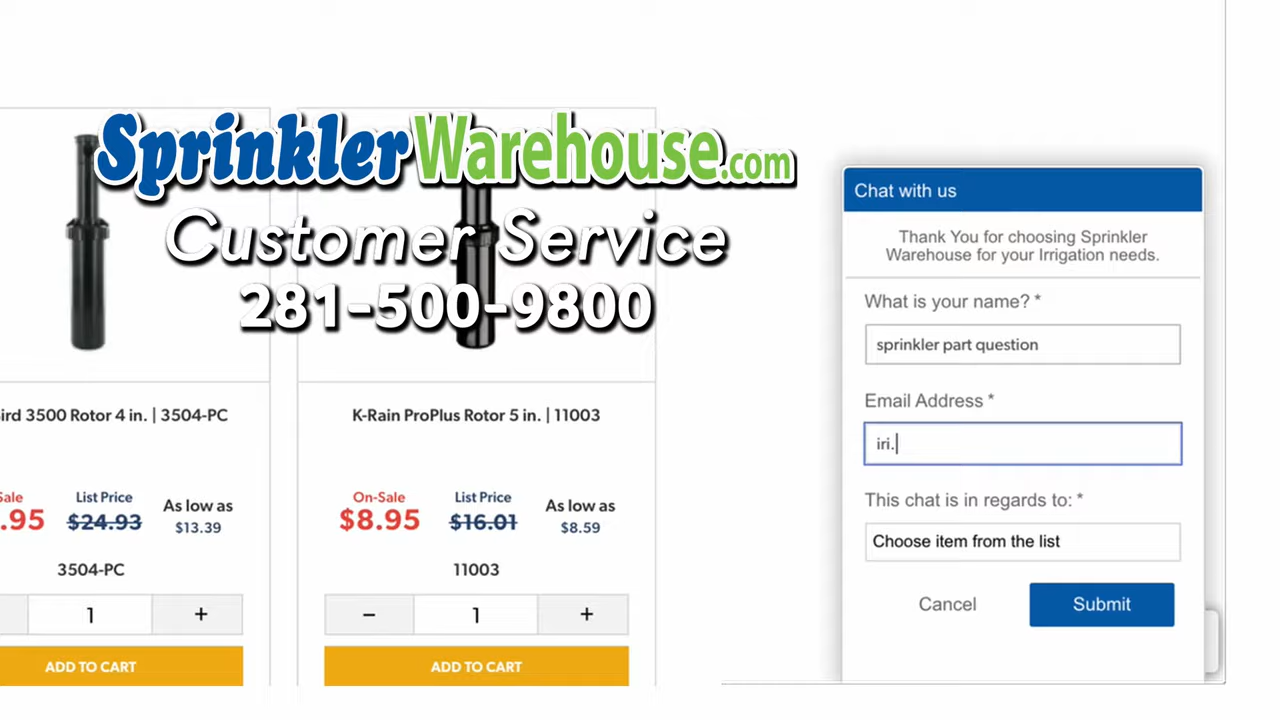 SprinklerWarehouse.com
Customer Service
281-500-9800
ird 3500 Rotor 4 in. | 3504-PC
Sale
.95
List Price
$24.93
As low as
$13.39
3504-PC
1
+
ADD TO CART
K-Rain ProPlus Rotor 5 in. | 11003
On-Sale
$8.95
List Price
$16.01
As low as
$8.59
11003
−
1
+
ADD TO CART
Chat with us
Thank You for choosing Sprinkler
Warehouse for your Irrigation needs.
What is your name? *
sprinkler part question
Email Address *
iri.
This chat is in regards to: *
Choose item from the list
Cancel
Submit